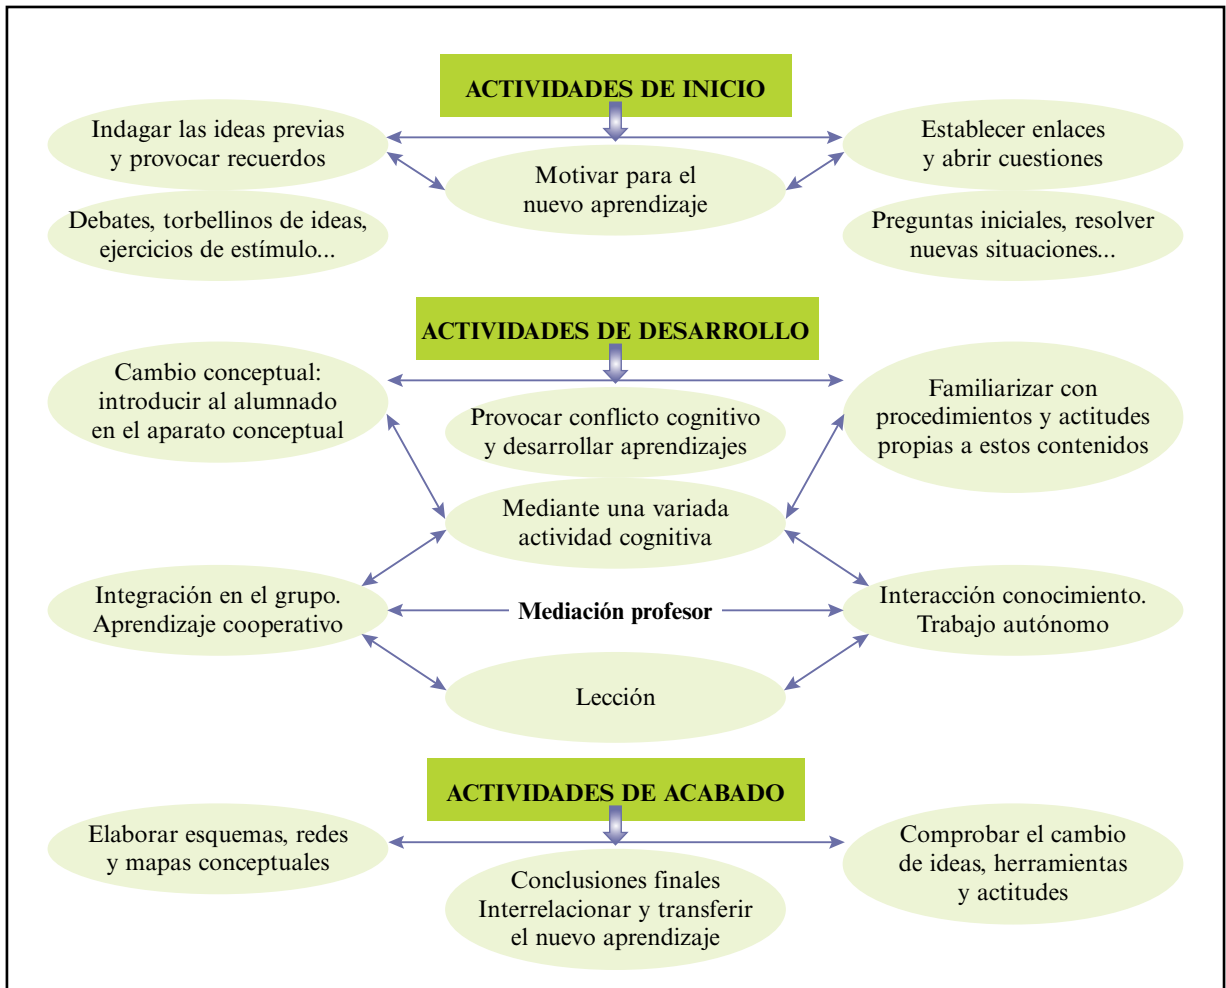 ACTIVIDADES DE INICIO
Indagar las ideas previas
y provocar recuerdos
Establecer enlaces
y abrir cuestiones
Motivar para el
nuevo aprendizaje
Debates, torbellinos de ideas,
ejercicios de estímulo...
Preguntas iniciales, resolver
nuevas situaciones...
ACTIVIDADES DE DESARROLLO
Cambio conceptual:
introducir al alumnado
en el aparato conceptual
Provocar conflicto cognitivo
y desarrollar aprendizajes
Familiarizar con
procedimientos y actitudes
propias a estos contenidos
Mediante una variada
actividad cognitiva
Integración en el grupo.
Aprendizaje cooperativo
Mediación profesor
Interacción conocimiento.
Trabajo autónomo
Lección
ACTIVIDADES DE ACABADO
Elaborar esquemas, redes
y mapas conceptuales
Conclusiones finales
Interrelacionar y transferir
el nuevo aprendizaje
Comprobar el cambio
de ideas, herramientas
y actitudes